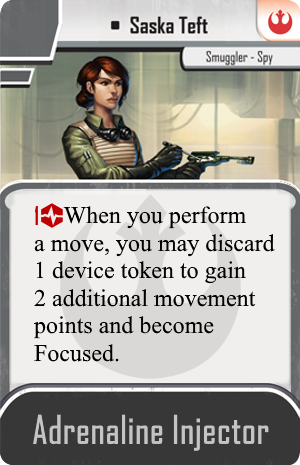 ▪ Saska Teft
Smuggler - Spy
When you perform
a move, you may discard
1 device token to gain
2 additional movement
points and become
Focused.
Adrenaline Injector